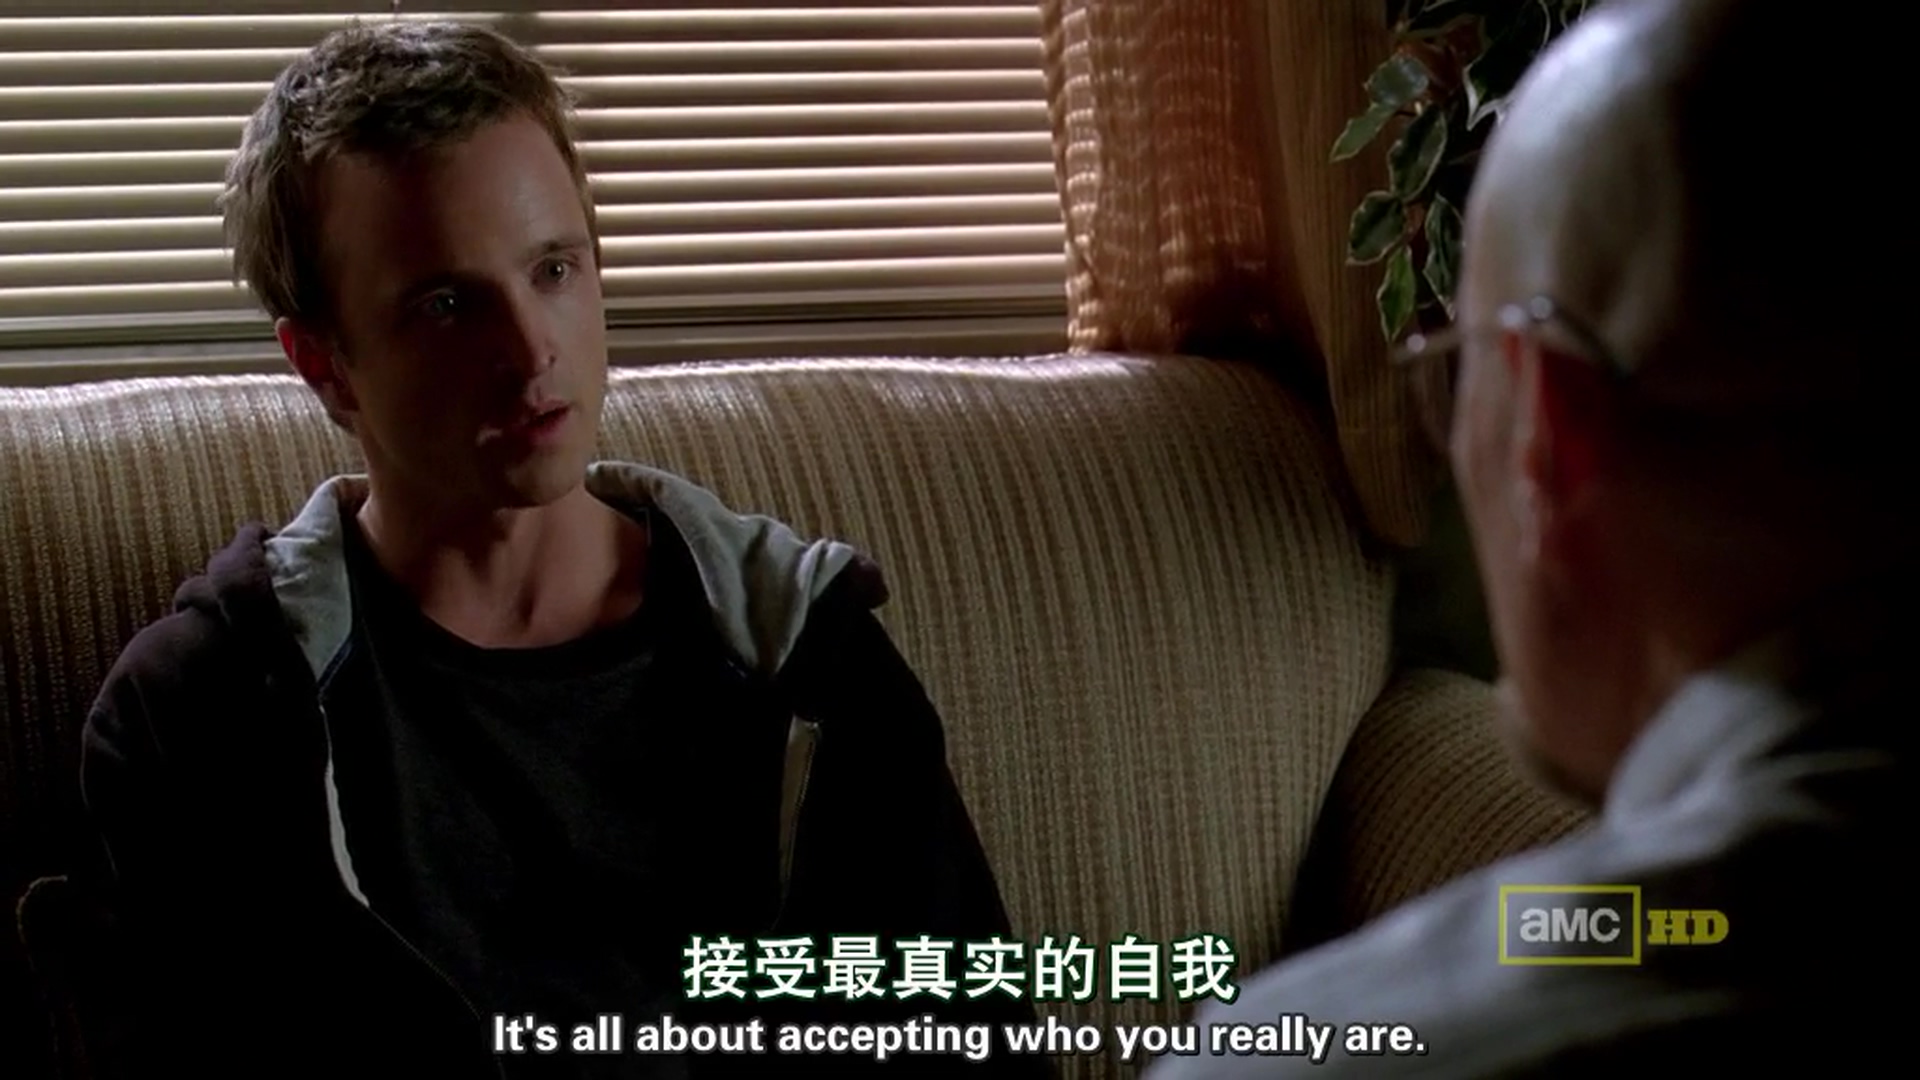 aMC HD
接受最真实的自我
It's all about accepting who you really are.